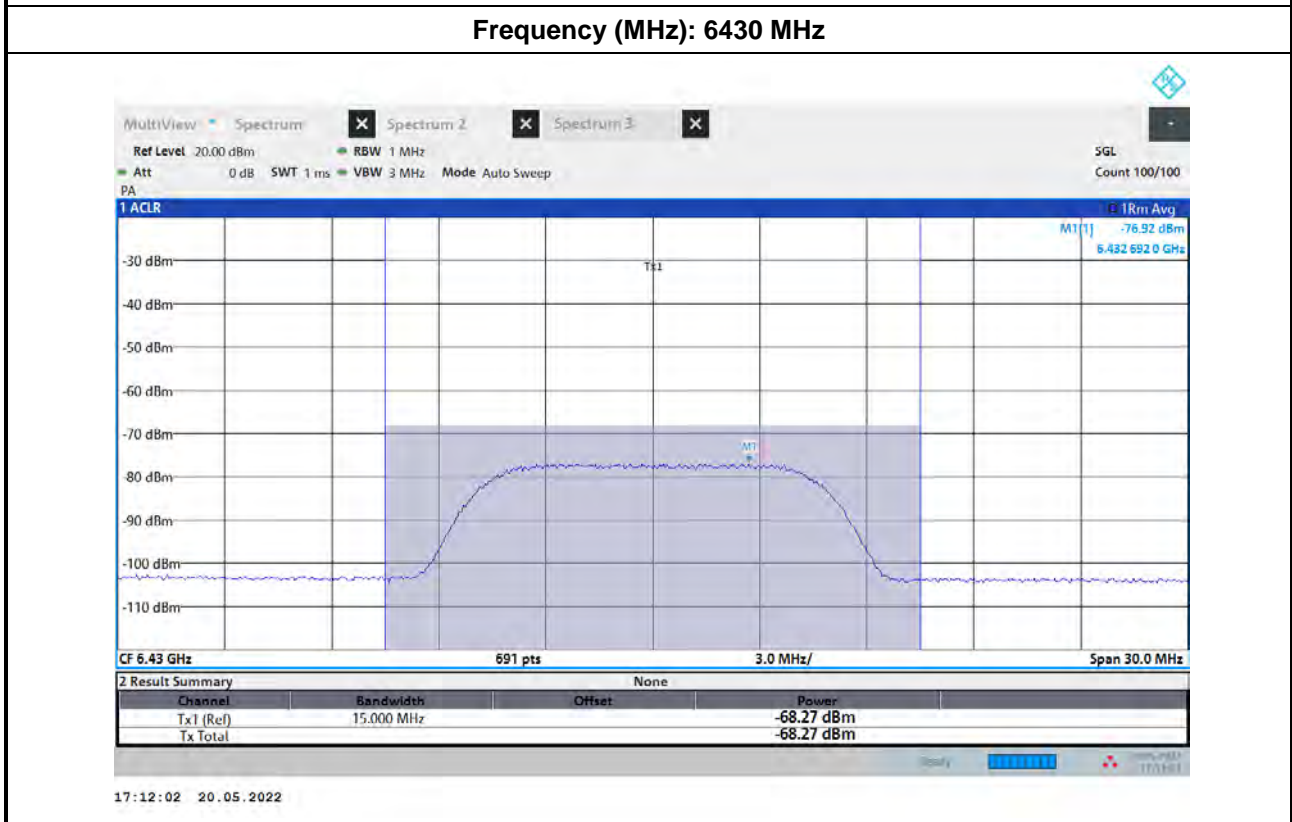 Frequency (MHz): 6430 MHz
MultiView Spectrum X Spectrum 2 X Spectrum 3 X
Ref Level 20.00 dBm RBW 1 MHz SGL
Att 0 dB SWT 1 ms VBW 3 MHz Mode Auto Sweep Count 100/100
PA
1 ACLR 1Rm Avg
M1[1] -76.92 dBm
6.432 692 0 GHz
-30 dBm
Tx1
-40 dBm
-50 dBm
-60 dBm
-70 dBm
M1
-80 dBm
-90 dBm
-100 dBm
-110 dBm
CF 6.43 GHz 691 pts 3.0 MHz/ Span 30.0 MHz
2 Result Summary None
Channel Bandwidth Offset Power
Tx1 (Ref) 15.000 MHz -68.27 dBm
Tx Total -68.27 dBm
Ready
17:12:02 20.05.2022